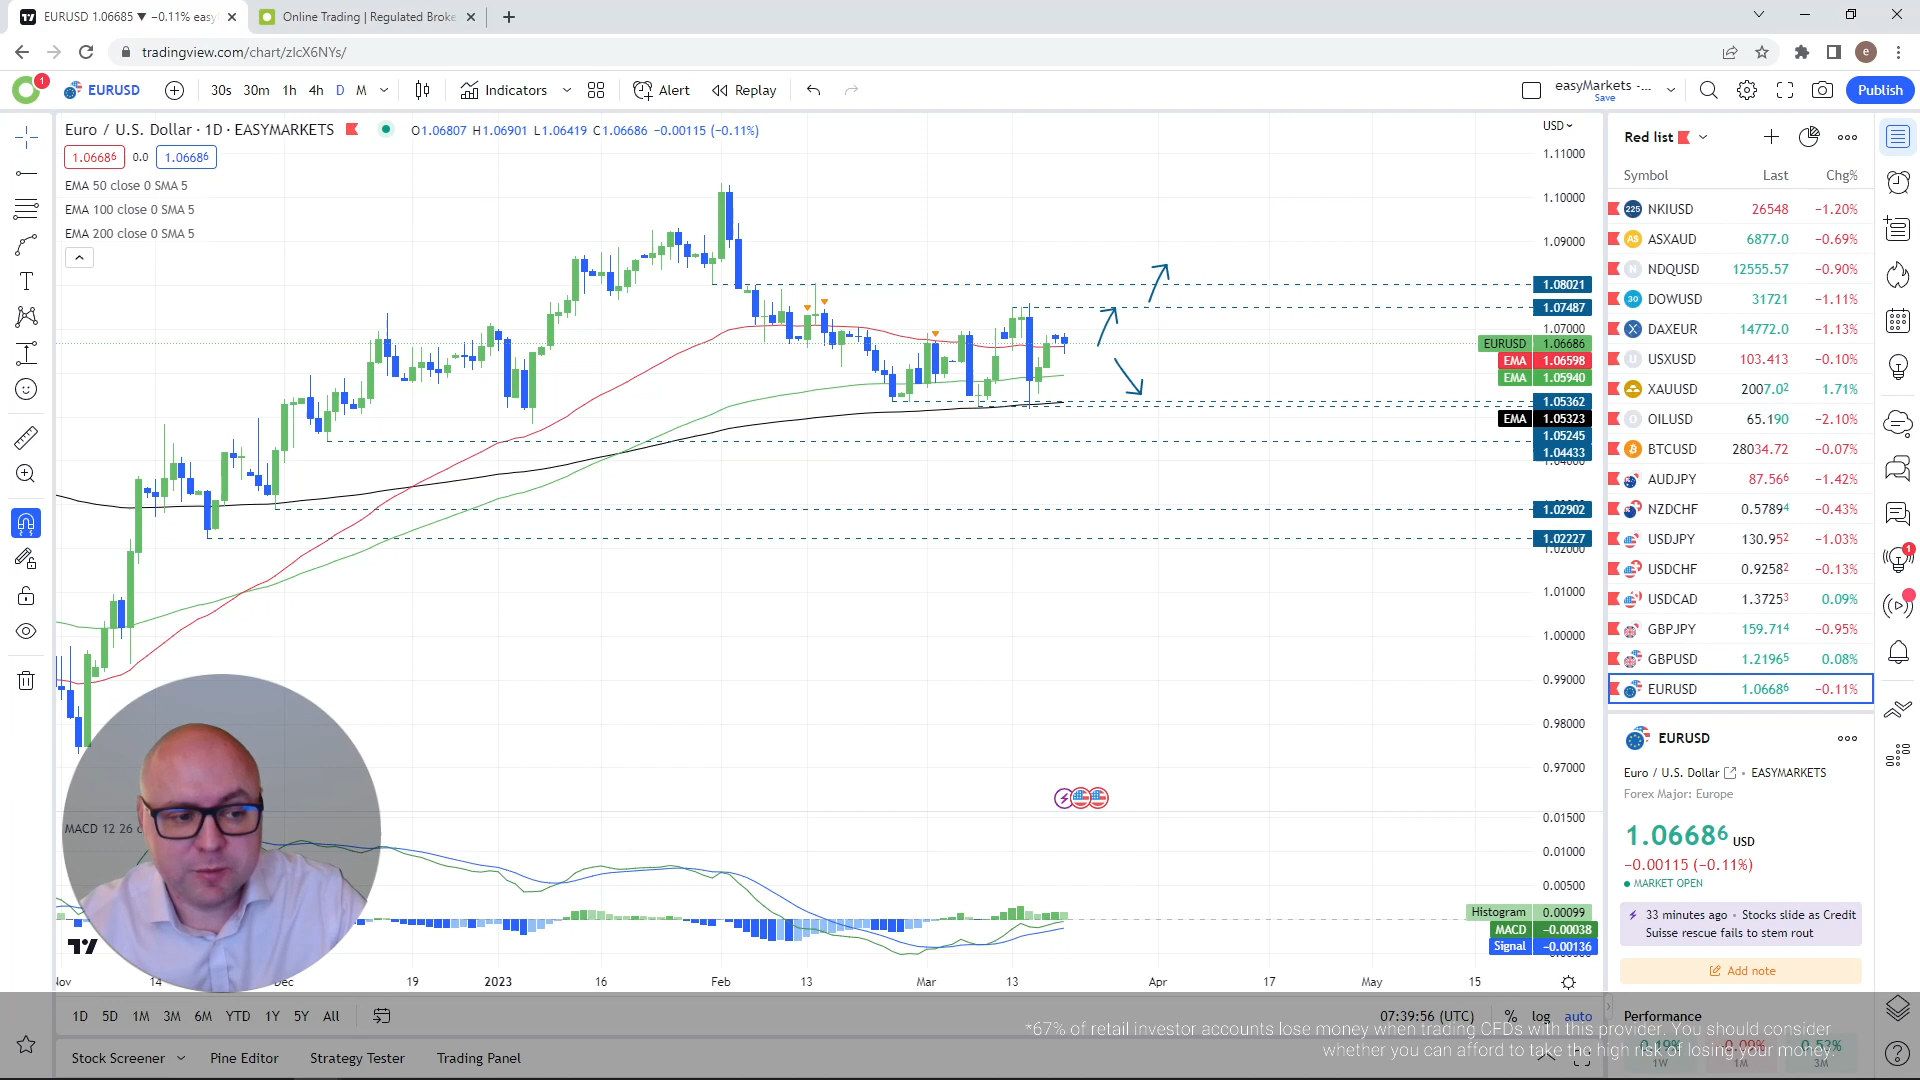 EURUSD 1.06685 ▼ −0.11% easy
Online Trading | Regulated Broke
tradingview.com/chart/zlcX6NYs/
e
1
EURUSD
30s 30m 1h 4h D M
Indicators
Alert
Replay
easyMarkets -...
Save
Publish
Euro / U.S. Dollar · 1D · EASYMARKETS
O1.06807 H1.06901 L1.06419 C1.06686 −0.00115 (−0.11%)
1.06686 0.0 1.06686
EMA 50 close 0 SMA 5
EMA 100 close 0 SMA 5
EMA 200 close 0 SMA 5
USD
1.11000
1.10000
1.09000
1.08021
1.07487
1.07000
EURUSD 1.06686
EMA 1.06598
EMA 1.05940
1.05362
EMA 1.05323
1.05245
1.04433
1.04000
1.02902
1.02227
1.02000
1.01000
1.00000
0.99000
0.98000
0.97000
MACD 12 26 c
0.01500
0.01000
0.00500
Histogram 0.00099
MACD −0.00038
Signal −0.00136
Nov 14 Dec 19 2023 16 Feb 13 Mar 13 Apr 17 May 15
1D 5D 1M 3M 6M YTD 1Y 5Y All
07:39:56 (UTC) % log auto
Stock Screener Pine Editor Strategy Tester Trading Panel
Red list
Symbol Last Chg%
NKIUSD 26548 −1.20%
ASXAUD 6877.0 −0.69%
NDQUSD 12555.57 −0.90%
DOWUSD 31721 −1.11%
DAXEUR 14772.0 −1.13%
USXUSD 103.413 −0.10%
XAUUSD 2007.02 1.71%
OILUSD 65.190 −2.10%
BTCUSD 28034.72 −0.07%
AUDJPY 87.566 −1.42%
NZDCHF 0.57894 −0.43%
USDJPY 130.952 −1.03%
USDCHF 0.92582 −0.13%
USDCAD 1.37253 0.09%
GBPJPY 159.714 −0.95%
GBPUSD 1.21965 0.08%
EURUSD 1.06686 −0.11%
EURUSD
Euro / U.S. Dollar • EASYMARKETS
Forex Major: Europe
1.06686 USD
−0.00115 (−0.11%)
MARKET OPEN
33 minutes ago • Stocks slide as Credit
Suisse rescue fails to stem rout
Add note
Performance
0.19% −0.09% 0.52%
1W 1M 3M
*67% of retail investor accounts lose money when trading CFDs with this provider. You should consider
whether you can afford to take the high risk of losing your money.